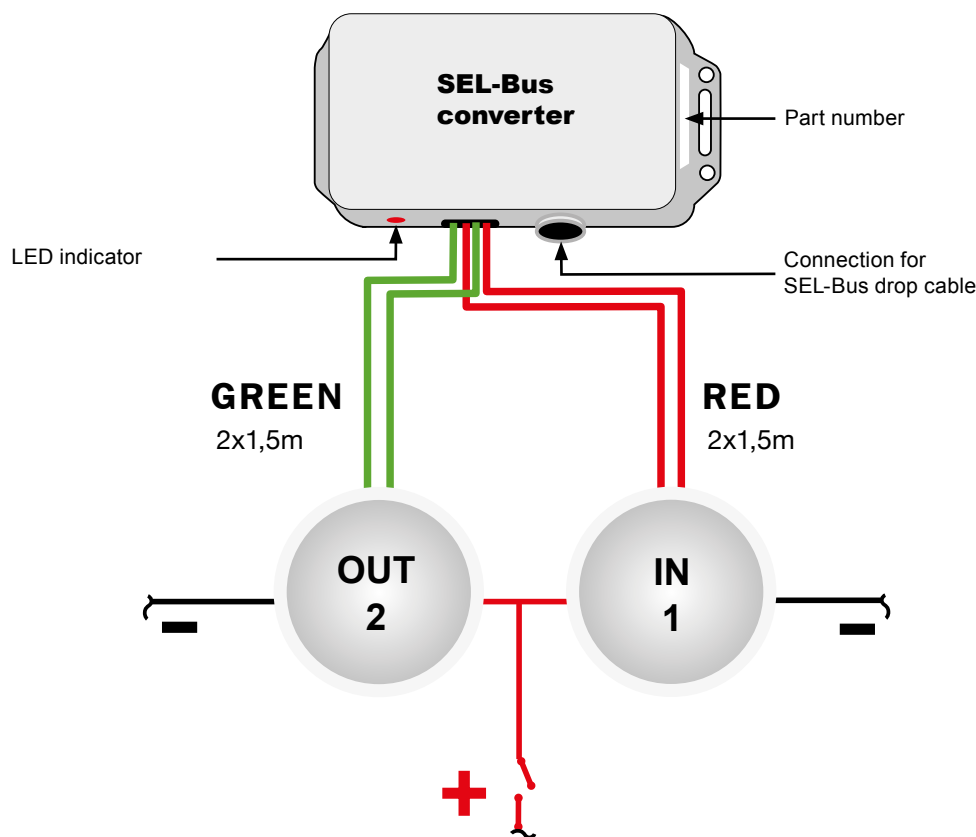 SEL-Bus
converter
Part number
LED indicator
Connection for
SEL-Bus drop cable
GREEN
2x1,5m
RED
2x1,5m
OUT
2
IN
1